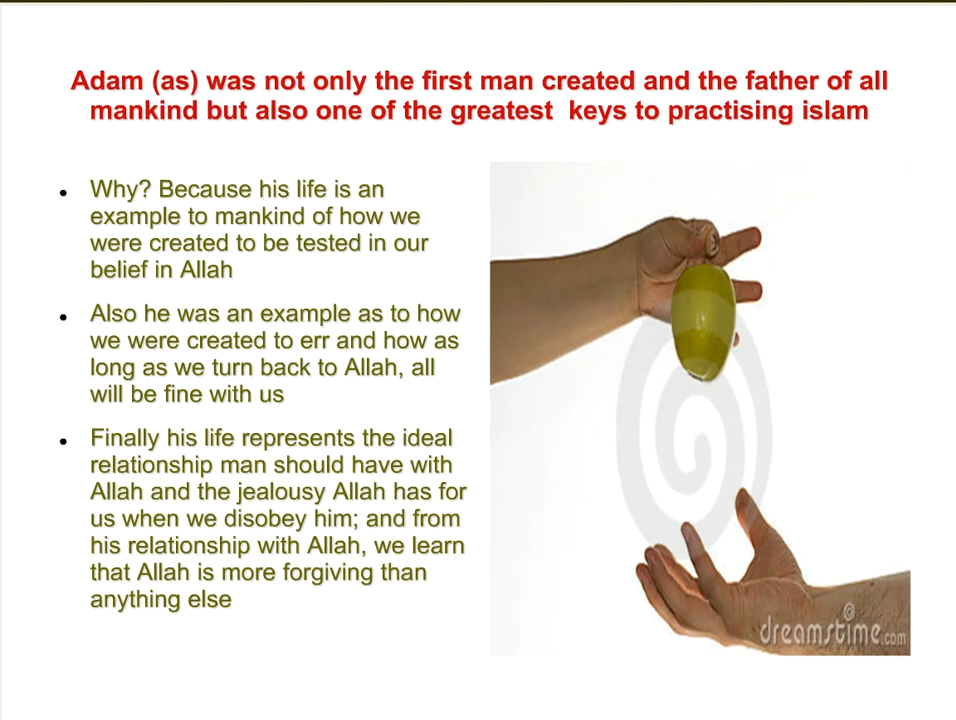 Adam (as) was not only the first man created and the father of all
mankind but also one of the greatest keys to practising islam
Why? Because his life is an
example to mankind of how we
were created to be tested in our
belief in Allah
Also he was an example as to how
we were created to err and how as
long as we turn back to Allah, all
will be fine with us
Finally his life represents the ideal
relationship man should have with
Allah and the jealousy Allah has for
us when we disobey him; and from
his relationship with Allah, we learn
that Allah is more forgiving than
anything else
dreamstime.com